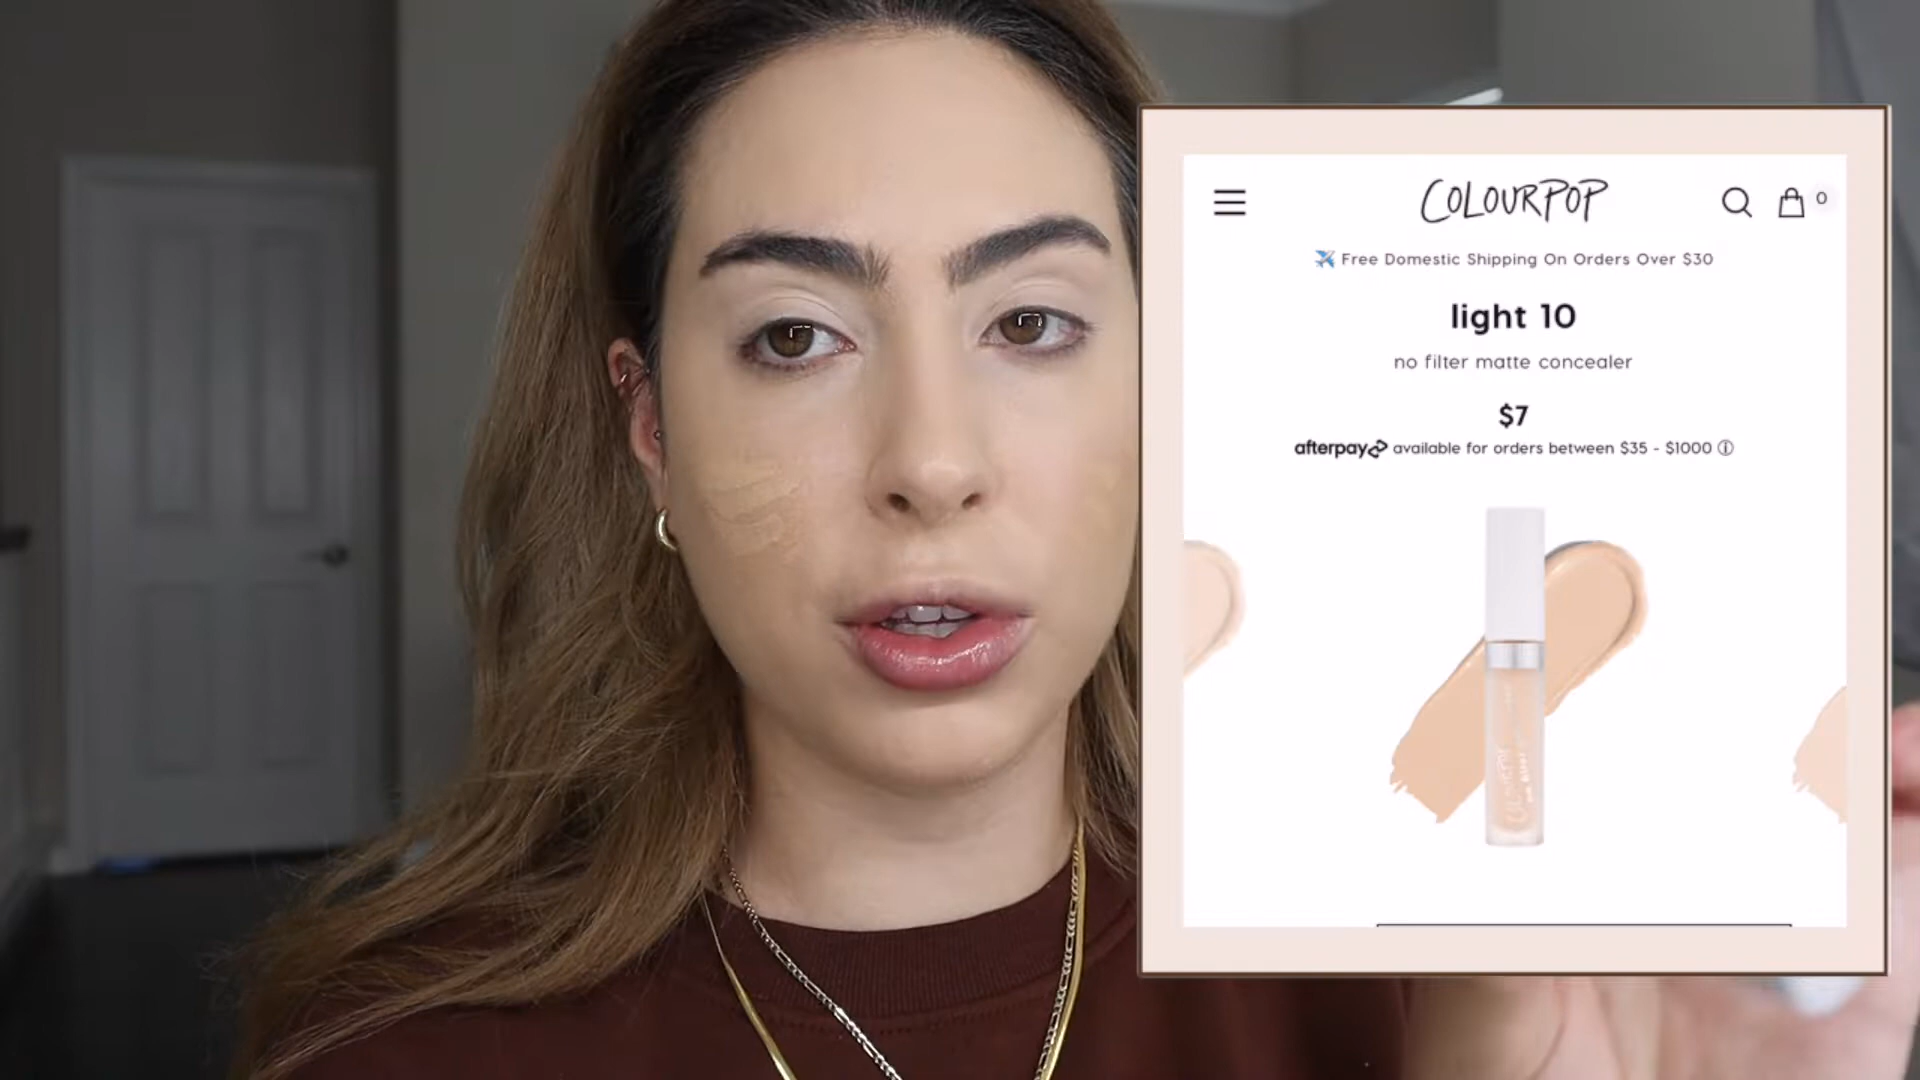 COLOURPOP
0
✈️ Free Domestic Shipping On Orders Over $30
light 10
no filter matte concealer
$7
afterpay available for orders between $35 - $1000 ⓘ
COLOURPOP